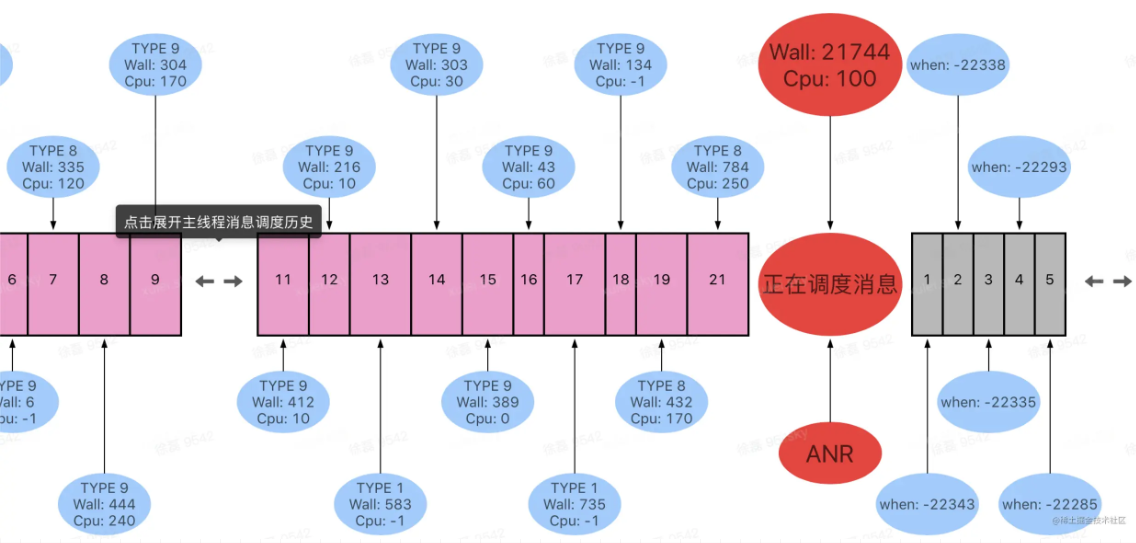 TYPE 9
Wall: 304
Cpu: 170
TYPE 9
Wall: 303
Cpu: 30
TYPE 9
Wall: 134
Cpu: -1
Wall: 21744
Cpu: 100
when: -22338
TYPE 8
Wall: 335
Cpu: 120
TYPE 9
Wall: 216
Cpu: 10
TYPE 9
Wall: 43
Cpu: 60
TYPE 8
Wall: 784
Cpu: 250
when: -22293
点击展开主线程消息调度历史
6 7 8 9 11 12 13 14 15 16 17 18 19 21 正在调度消息 1 2 3 4 5
YPE 9
all: 6
pu: -1
TYPE 9
Wall: 412
Cpu: 10
TYPE 9
Wall: 389
Cpu: 0
TYPE 8
Wall: 432
Cpu: 170
when: -22335
ANR
TYPE 9
Wall: 444
Cpu: 240
TYPE 1
Wall: 583
Cpu: -1
TYPE 1
Wall: 735
Cpu: -1
when: -22343
when: -22285
@稀土掘金技术社区